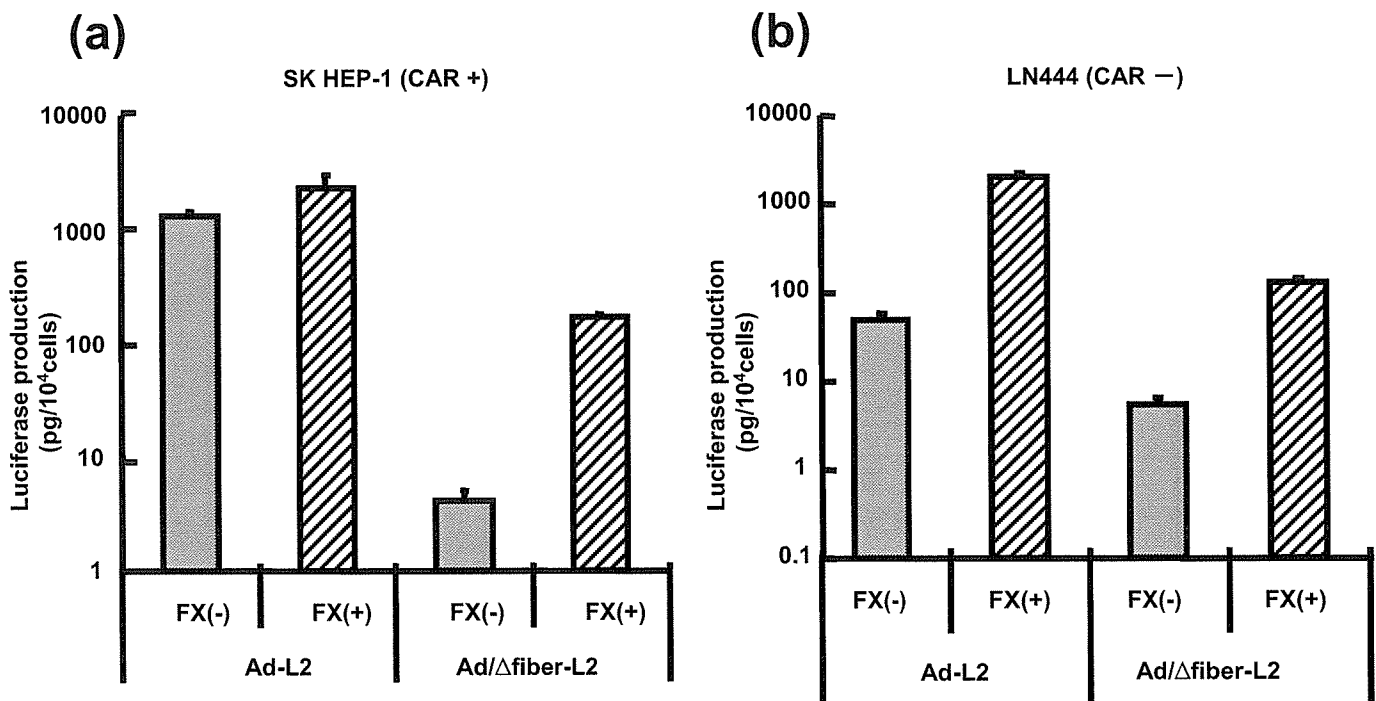 (a)
SK HEP-1 (CAR +)
Luciferase production
(pg/10⁴cells)
10000
1000
100
10
1
FX(-) FX(+) FX(-) FX(+)
Ad-L2 Ad/Δfiber-L2
(b)
LN444 (CAR －)
Luciferase production
(pg/10⁴cells)
10000
1000
100
10
1
0.1
FX(-) FX(+) FX(-) FX(+)
Ad-L2 Ad/Δfiber-L2